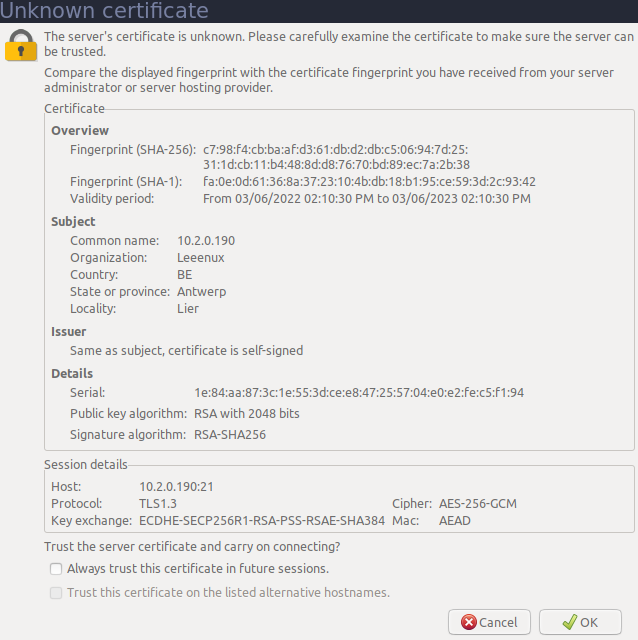 Unknown certificate
The server's certificate is unknown. Please carefully examine the certificate to make sure the server can
be trusted.
Compare the displayed fingerprint with the certificate fingerprint you have received from your server
administrator or server hosting provider.
Certificate
Overview
Fingerprint (SHA-256): c7:98:f4:cb:ba:af:d3:61:db:d2:db:c5:06:94:7d:25:
31:1d:cb:11:b4:48:8d:d8:76:70:bd:89:ec:7a:2b:38
Fingerprint (SHA-1): fa:0e:0d:61:36:8a:37:23:10:4b:db:18:b1:95:ce:59:3d:2c:93:42
Validity period: From 03/06/2022 02:10:30 PM to 03/06/2023 02:10:30 PM
Subject
Common name: 10.2.0.190
Organization: Leeenux
Country: BE
State or province: Antwerp
Locality: Lier
Issuer
Same as subject, certificate is self-signed
Details
Serial: 1e:84:aa:87:3c:1e:55:3d:ce:e8:47:25:57:04:e0:e2:fe:c5:f1:94
Public key algorithm: RSA with 2048 bits
Signature algorithm: RSA-SHA256
Session details
Host: 10.2.0.190:21
Protocol: TLS1.3 Cipher: AES-256-GCM
Key exchange: ECDHE-SECP256R1-RSA-PSS-RSAE-SHA384 Mac: AEAD
Trust the server certificate and carry on connecting?
Always trust this certificate in future sessions.
Trust this certificate on the listed alternative hostnames.
Cancel OK